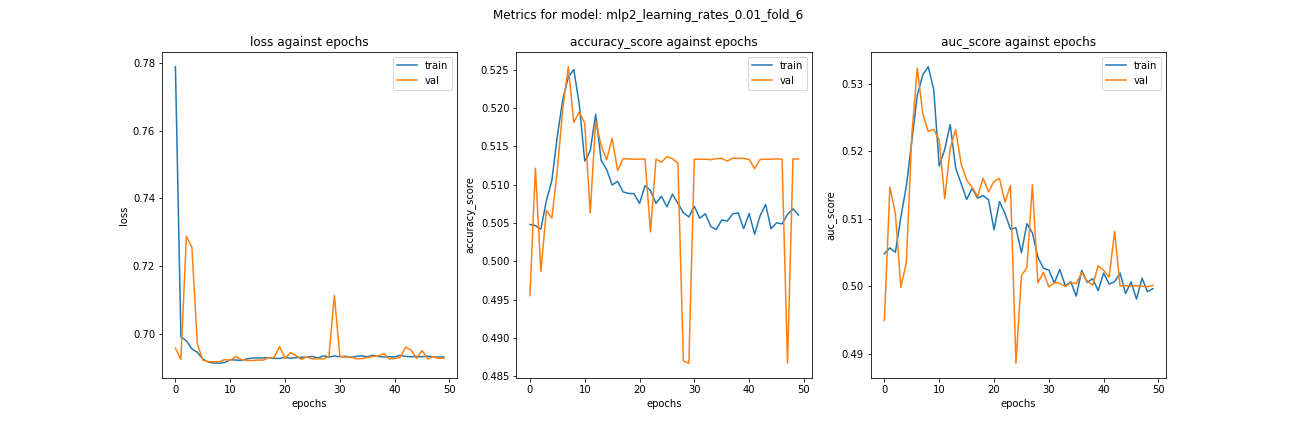 Metrics for model: mlp2_learning_rates_0.01_fold_6
loss against epochs
train
val
0.78
0.76
0.74
0.72
0.70
loss
0
10
20
30
40
50
epochs
accuracy_score against epochs
train
val
0.525
0.520
0.515
0.510
0.505
0.500
0.495
0.490
0.485
accuracy_score
0
10
20
30
40
50
epochs
auc_score against epochs
train
val
0.53
0.52
0.51
0.50
0.49
auc_score
0
10
20
30
40
50
epochs